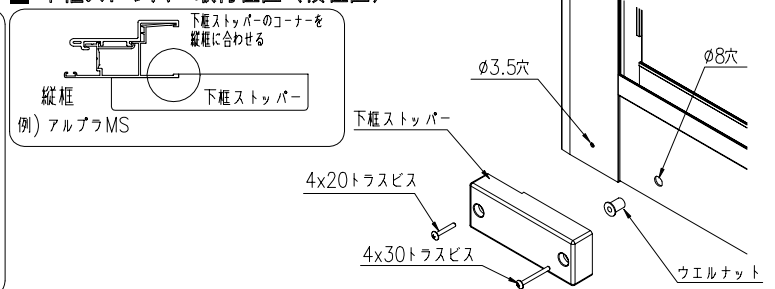 下框ストッパーのコーナーを
縦框に合わせる
縦框
下框ストッパー
例) アルプラMS
φ3.5穴
φ8穴
下框ストッパー
4x20トラスビス
4x30トラスビス
ウエルナット